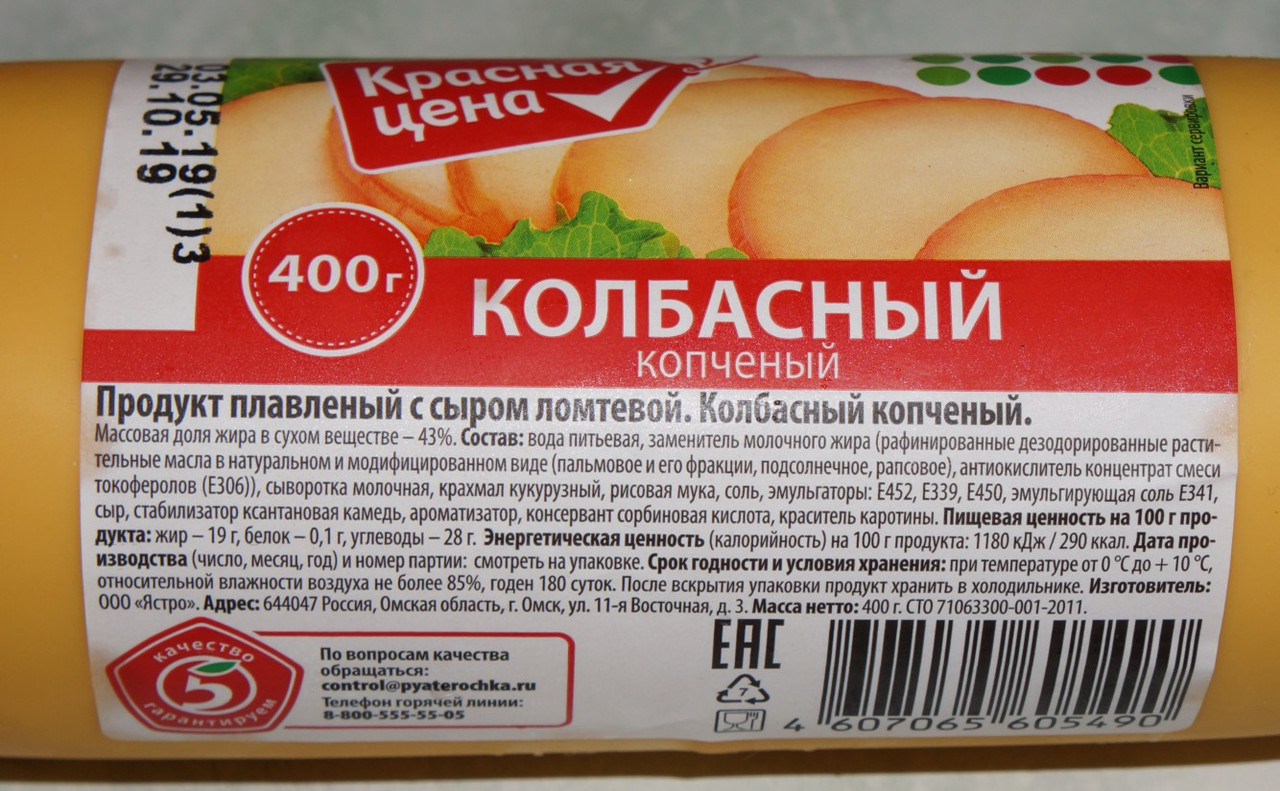 03.05.19(1)3
29.10.19
Красная
цена
Вариант сервировки
400г
КОЛБАСНЫЙ
копченый
Продукт плавленый с сыром ломтевой. Колбасный копченый.
Массовая доля жира в сухом веществе – 43%. Состав: вода питьевая, заменитель молочного жира (рафинированные дезодорированные расти-
тельные масла в натуральном и модифицированном виде (пальмовое и его фракции, подсолнечное, рапсовое), антиокислитель концентрат смеси
токоферолов (Е306)), сыворотка молочная, крахмал кукурузный, рисовая мука, соль, эмульгаторы: Е452, Е339, Е450, эмульгирующая соль Е341,
сыр, стабилизатор ксантановая камедь, ароматизатор, консервант сорбиновая кислота, краситель каротины. Пищевая ценность на 100 г про-
дукта: жир – 19 г, белок – 0,1 г, углеводы – 28 г. Энергетическая ценность (калорийность) на 100 г продукта: 1180 кДж / 290 ккал. Дата про-
изводства (число, месяц, год) и номер партии: смотреть на упаковке. Срок годности и условия хранения: при температуре от 0 °С до + 10 °С,
относительной влажности воздуха не более 85%, годен 180 суток. После вскрытия упаковки продукт хранить в холодильнике. Изготовитель:
ООО «Ястро». Адрес: 644047 Россия, Омская область, г. Омск, ул. 11-я Восточная, д. 3. Масса нетто: 400 г. СТО 71063300-001-2011.
качество
5
гарантируем
По вопросам качества
обращаться:
control@pyaterochka.ru
Телефон горячей линии:
8-800-555-55-05
ЕАС
7
4 607065 605490